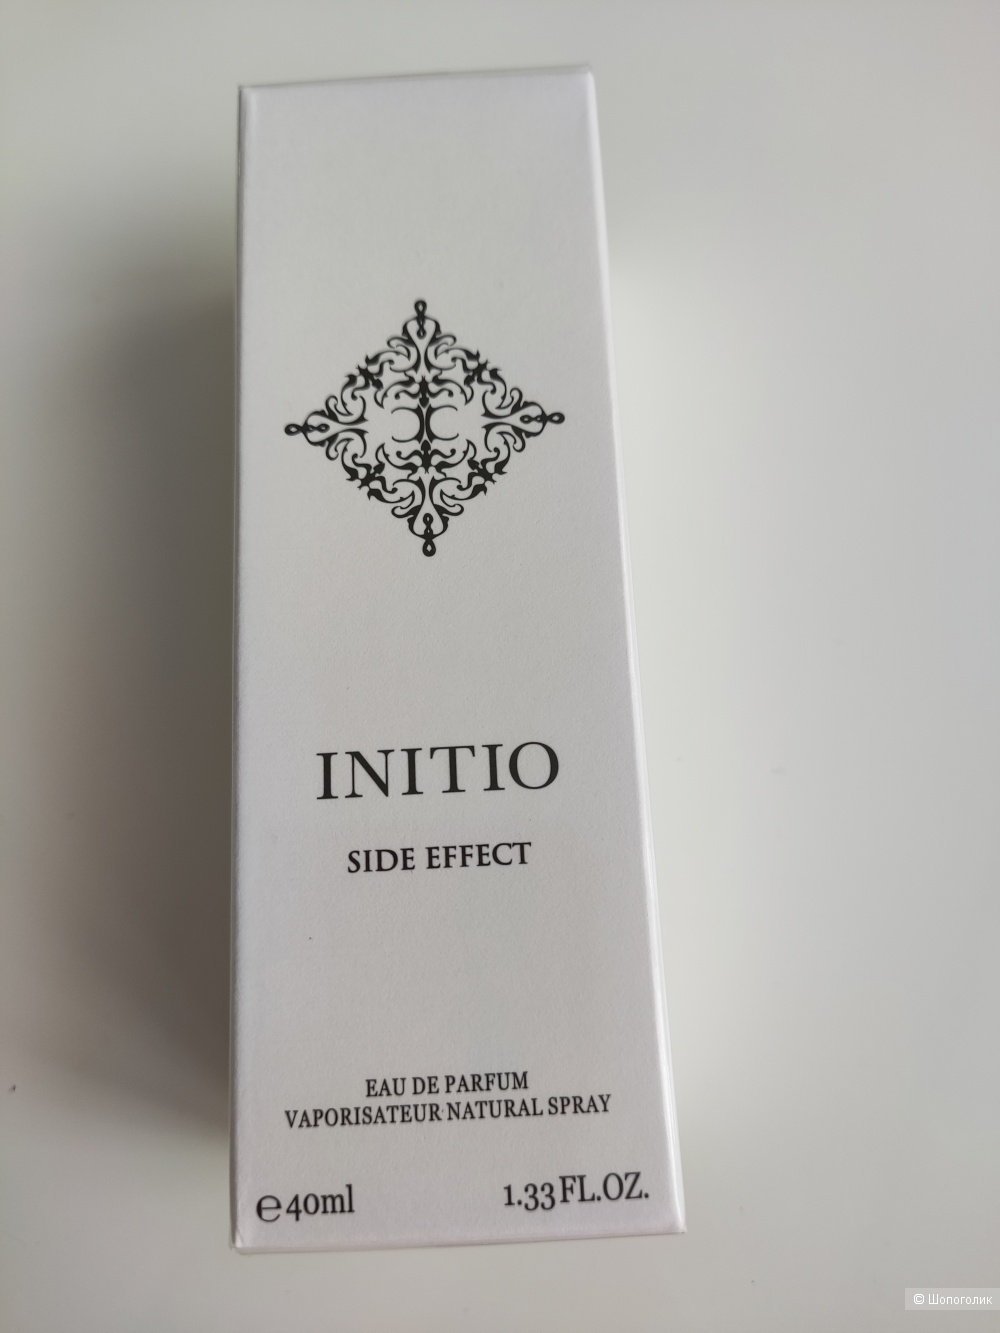 INITIO
SIDE EFFECT
EAU DE PARFUM
VAPORISATEUR NATURAL SPRAY
℮40ml 1.33 FL.OZ.
© Шопоголик